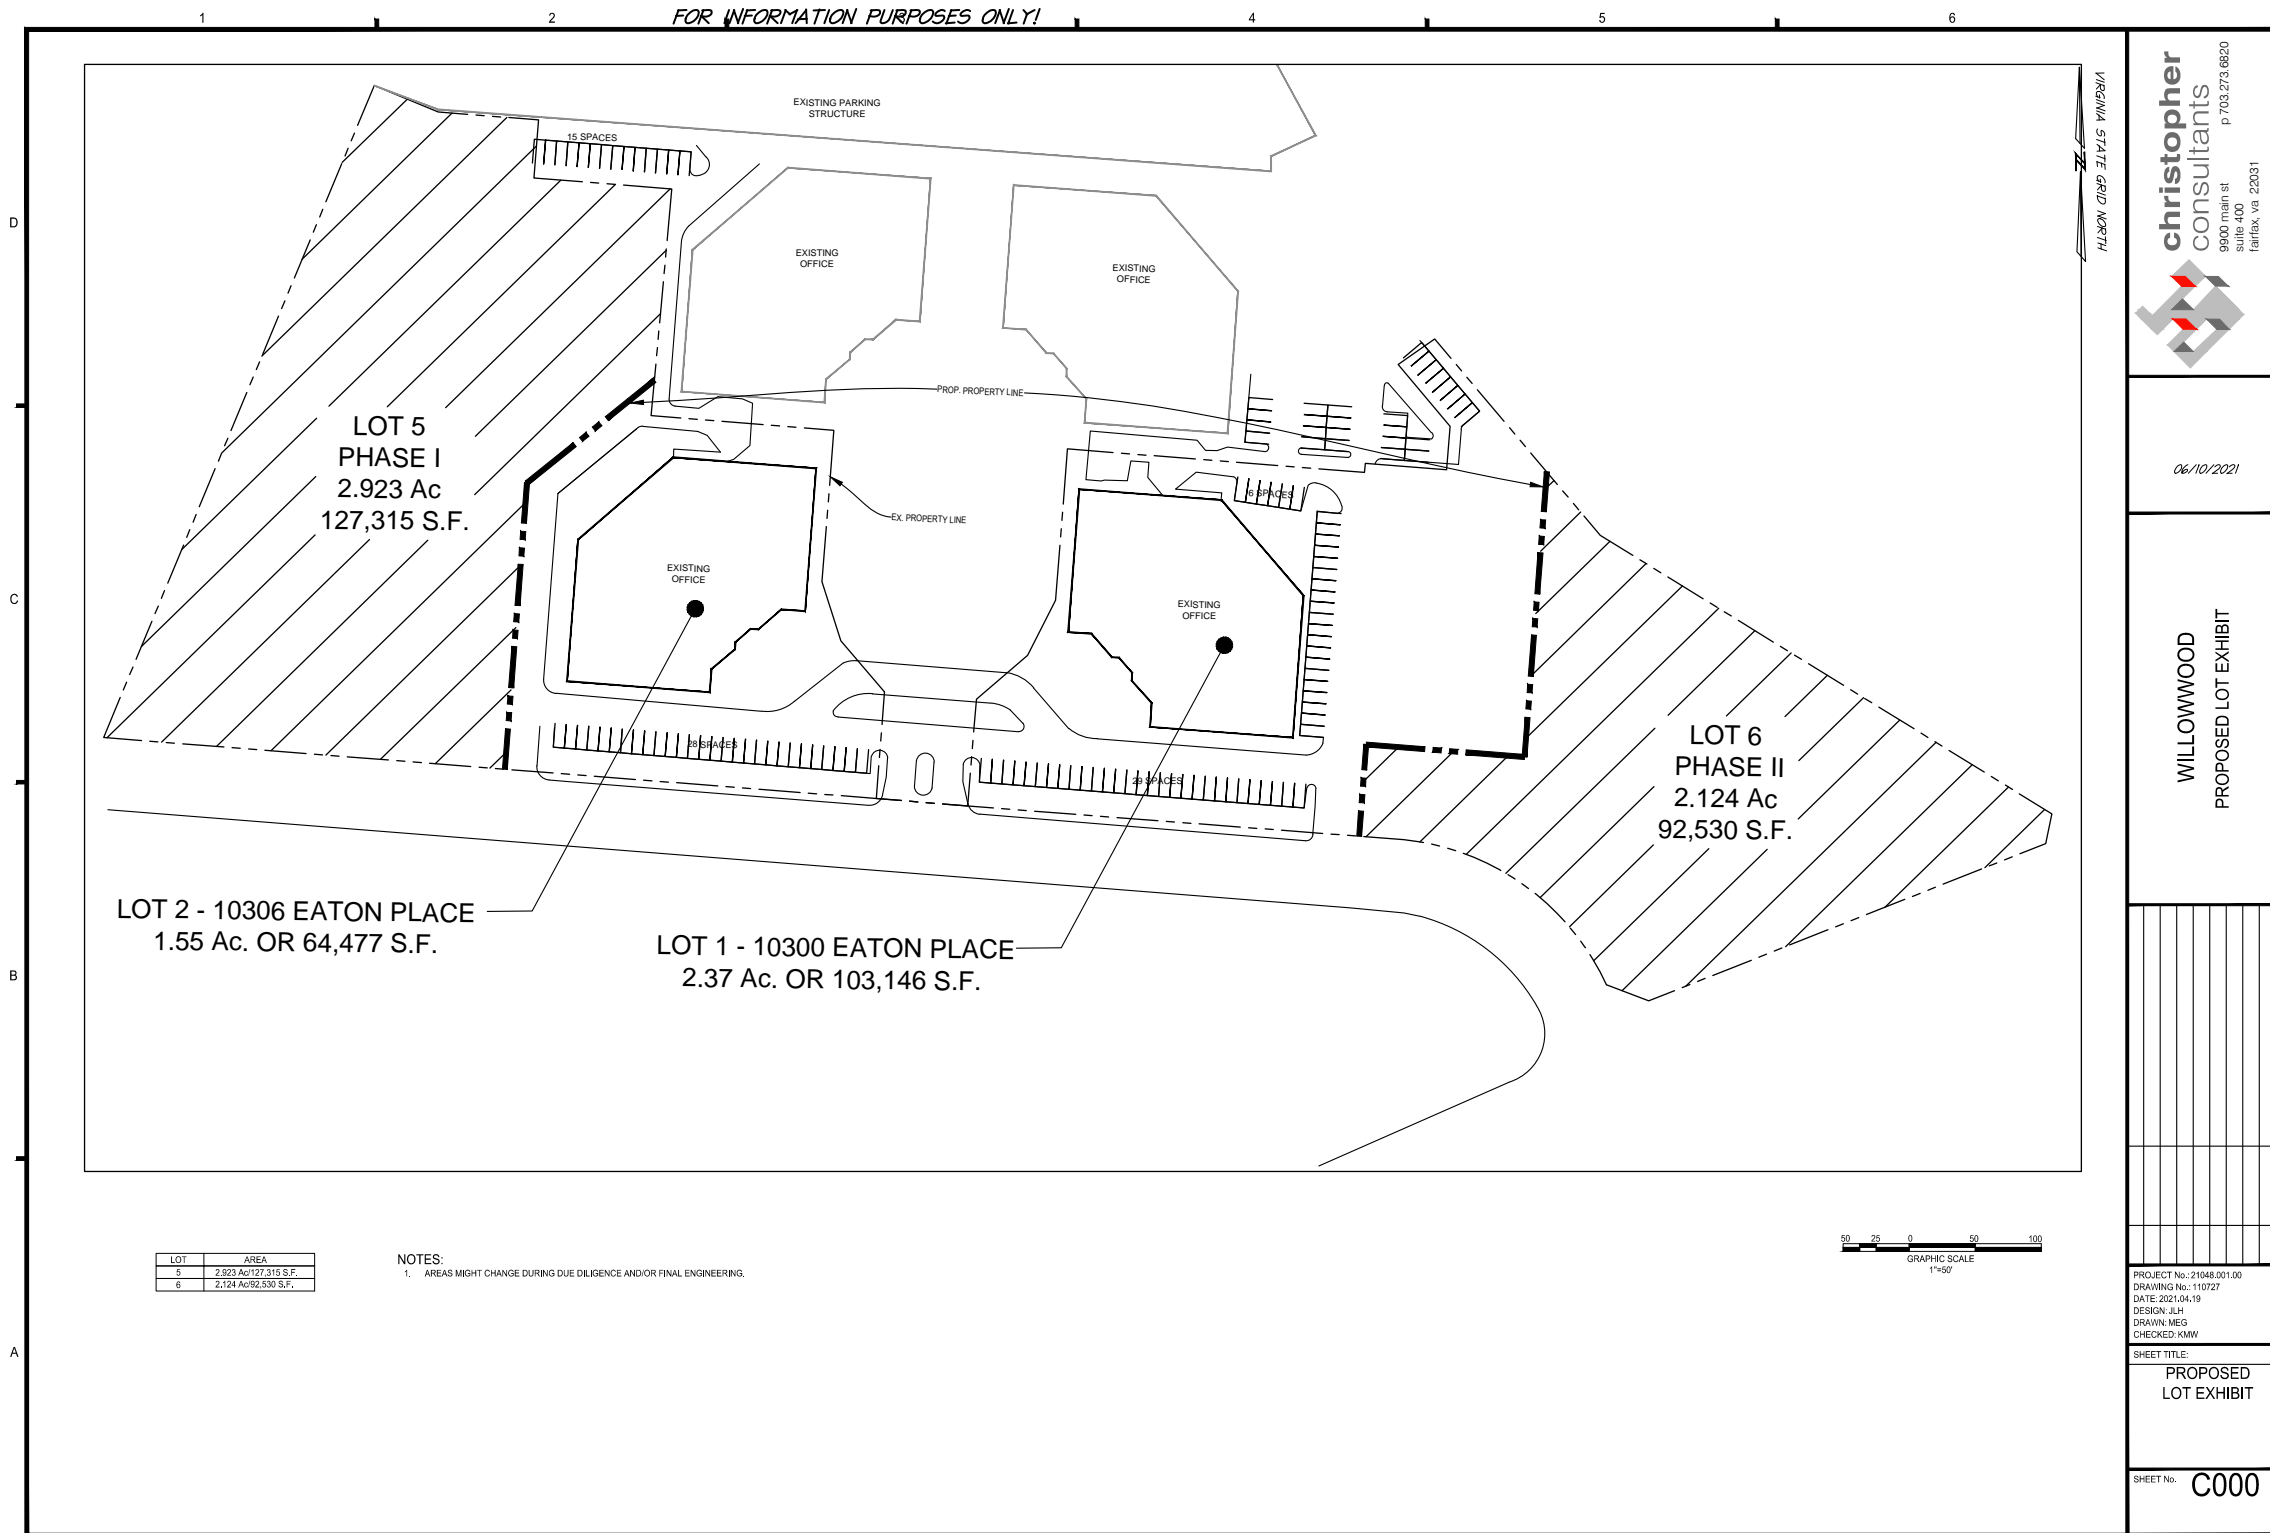 FOR INFORMATION PURPOSES ONLY!
1
2
3
4
5
6
D
C
B
A
EXISTING PARKING
STRUCTURE
15 SPACES
EXISTING
OFFICE
EXISTING
OFFICE
PROP. PROPERTY LINE
LOT 5
PHASE I
2.923 Ac
127,315 S.F.
EX. PROPERTY LINE
6 SPACES
EXISTING
OFFICE
EXISTING
OFFICE
28 SPACES
29 SPACES
LOT 6
PHASE II
2.124 Ac
92,530 S.F.
LOT 2 - 10306 EATON PLACE
1.55 Ac. OR 64,477 S.F.
LOT 1 - 10300 EATON PLACE
2.37 Ac. OR 103,146 S.F.
VIRGINIA STATE GRID NORTH
N
LOT AREA
5 2.923 Ac/127,315 S.F.
6 2.124 Ac/92,530 S.F.
NOTES:
1. AREAS MIGHT CHANGE DURING DUE DILIGENCE AND/OR FINAL ENGINEERING.
50 25 0 50 100
GRAPHIC SCALE
1"=50'
christopher
consultants
9900 main st p 703.273.6820
suite 400
fairfax, va 22031
06/10/2021
WILLOWWOOD
PROPOSED LOT EXHIBIT
PROJECT No.: 21048.001.00
DRAWING No.: 110727
DATE: 2021.04.19
DESIGN: JLH
DRAWN: MEG
CHECKED: KMW
SHEET TITLE:
PROPOSED
LOT EXHIBIT
SHEET No. C000